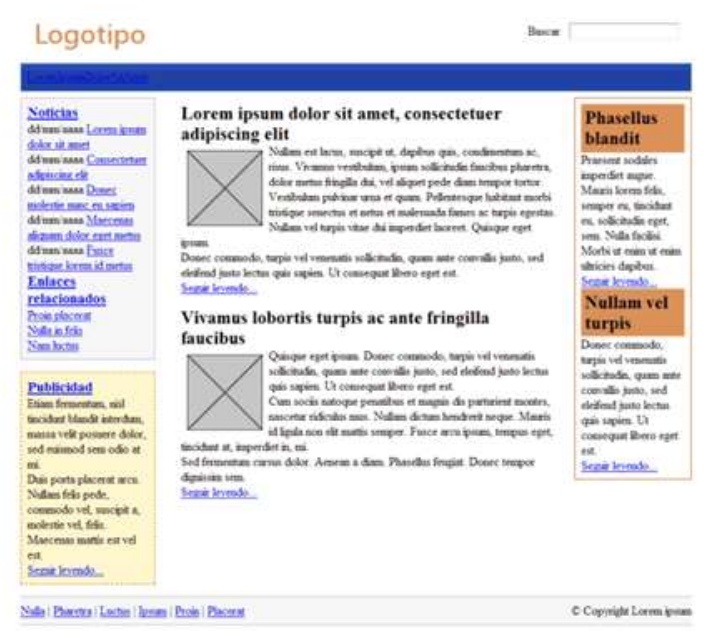 Logotipo
Buscar
Noticias
dd/mm/aaaa Lorem ipsum
dolor sit amet
dd/mm/aaaa Consectetuer
adipiscing elit
dd/mm/aaaa Donec
molestie nunc eu sapien
dd/mm/aaaa Maecenas
aliquam dolor eget metus
dd/mm/aaaa Fusce
tristique lorem id metus
Enlaces
relacionados
Proin placerat
Nulla in felis
Nam luctus
Publicidad
Etiam fermentum, nisl
tincidunt blandit interdum,
massa velit posuere dolor,
sed euismod sem odio at
mi.
Duis porta placerat arcu.
Nullam felis pede,
commodo vel, suscipit a,
molestie vel, felis.
Maecenas mattis est vel
est.
Seguir leyendo...
Lorem ipsum dolor sit amet, consectetuer
adipiscing elit
Nullam est lacus, suscipit ut, dapibus quis, condimentum ac,
risus. Vivamus vestibulum, ipsum sollicitudin faucibus pharetra,
dolor metus fringilla dui, vel aliquet pede diam tempor tortor.
Vestibulum pulvinar urna et quam. Pellentesque habitant morbi
tristique senectus et netus et malesuada fames ac turpis egestas.
Nullam vel turpis vitae dui imperdiet laoreet. Quisque eget
ipsum.
Donec commodo, turpis vel venenatis sollicitudin, quam ante convallis justo, sed
eleifend justo lectus quis sapien. Ut consequat libero eget est.
Seguir leyendo...
Vivamus lobortis turpis ac ante fringilla
faucibus
Quisque eget ipsum. Donec commodo, turpis vel venenatis
sollicitudin, quam ante convallis justo, sed eleifend justo lectus
quis sapien. Ut consequat libero eget est.
Cum sociis natoque penatibus et magnis dis parturient montes,
nascetur ridiculus mus. Nullam dictum hendrerit neque. Mauris
id ligula non elit mattis semper. Fusce arcu ipsum, tempus eget,
tincidunt at, imperdiet in, mi.
Sed fermentum cursus dolor. Aenean a diam. Phasellus feugiat. Donec tempor
dignissim sem.
Seguir leyendo...
Phasellus
blandit
Praesent sodales
imperdiet augue.
Mauris lorem felis,
semper eu, tincidunt
eu, sollicitudin eget,
sem. Nulla facilisi.
Morbi ut enim ut enim
ultricies dapibus.
Seguir leyendo...
Nullam vel
turpis
Donec commodo,
turpis vel venenatis
sollicitudin, quam ante
convallis justo, sed
eleifend justo lectus
quis sapien. Ut
consequat libero eget
est.
Seguir leyendo...
Nulla | Pharetra | Luctus | Ipsum | Proin | Placerat
© Copyright Lorem ipsum